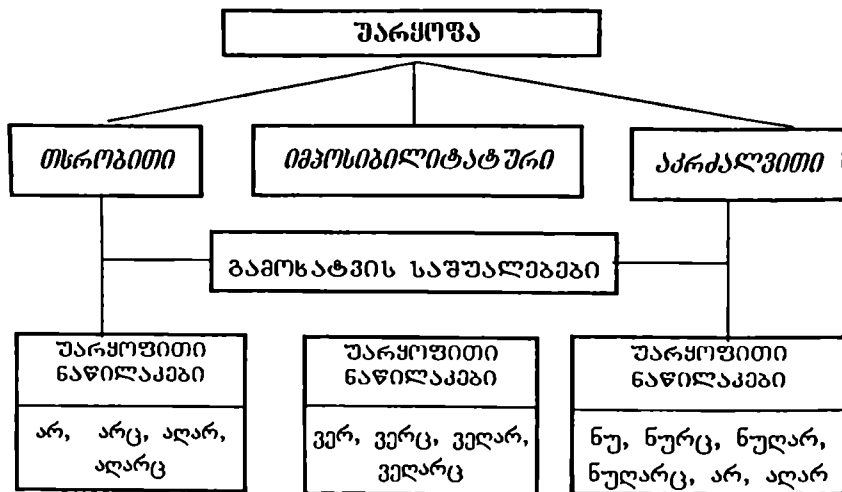 უარყოფა
თხრობითი
იმპოსიბილიტატური
აკრძალვითი
გამოხატვის საშუალებები
უარყოფითი
ნაწილაკები
არ, არც, აღარ,
აღარც
უარყოფითი
ნაწილაკები
ვერ, ვერც, ვეღარ,
ვეღარც
უარყოფითი
ნაწილაკები
ნუ, ნურც, ნუღარ,
ნუღარც, არ, აღარ